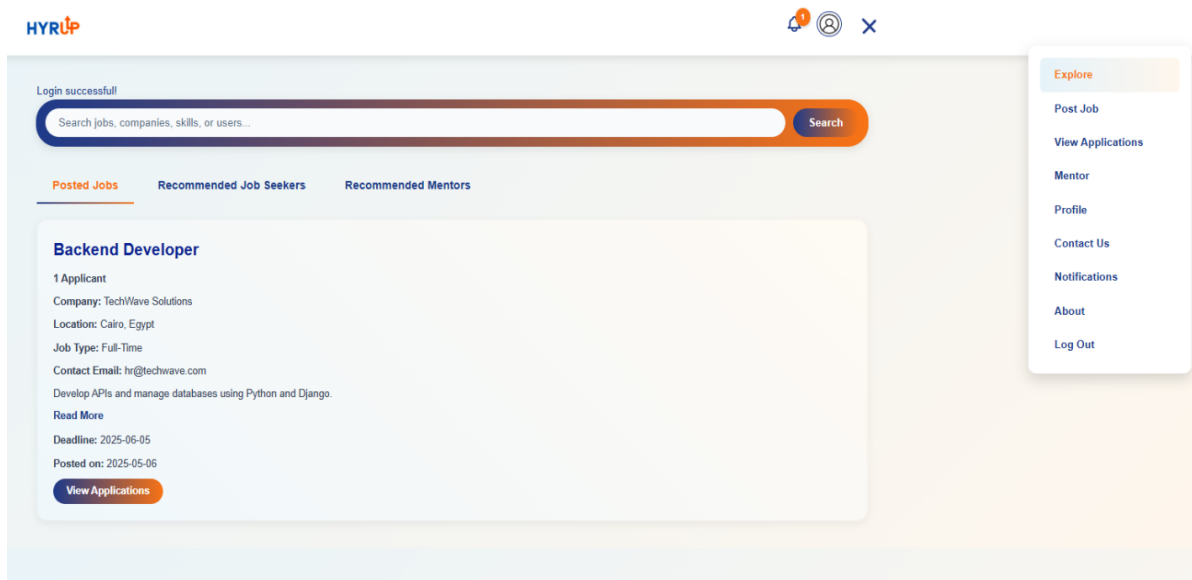 HYRUP
1
Login successful!
Search jobs, companies, skills, or users...
Search
Posted Jobs
Recommended Job Seekers
Recommended Mentors
Backend Developer
1 Applicant
Company: TechWave Solutions
Location: Cairo, Egypt
Job Type: Full-Time
Contact Email: hr@techwave.com
Develop APIs and manage databases using Python and Django.
Read More
Deadline: 2025-06-05
Posted on: 2025-05-06
View Applications
Explore
Post Job
View Applications
Mentor
Profile
Contact Us
Notifications
About
Log Out